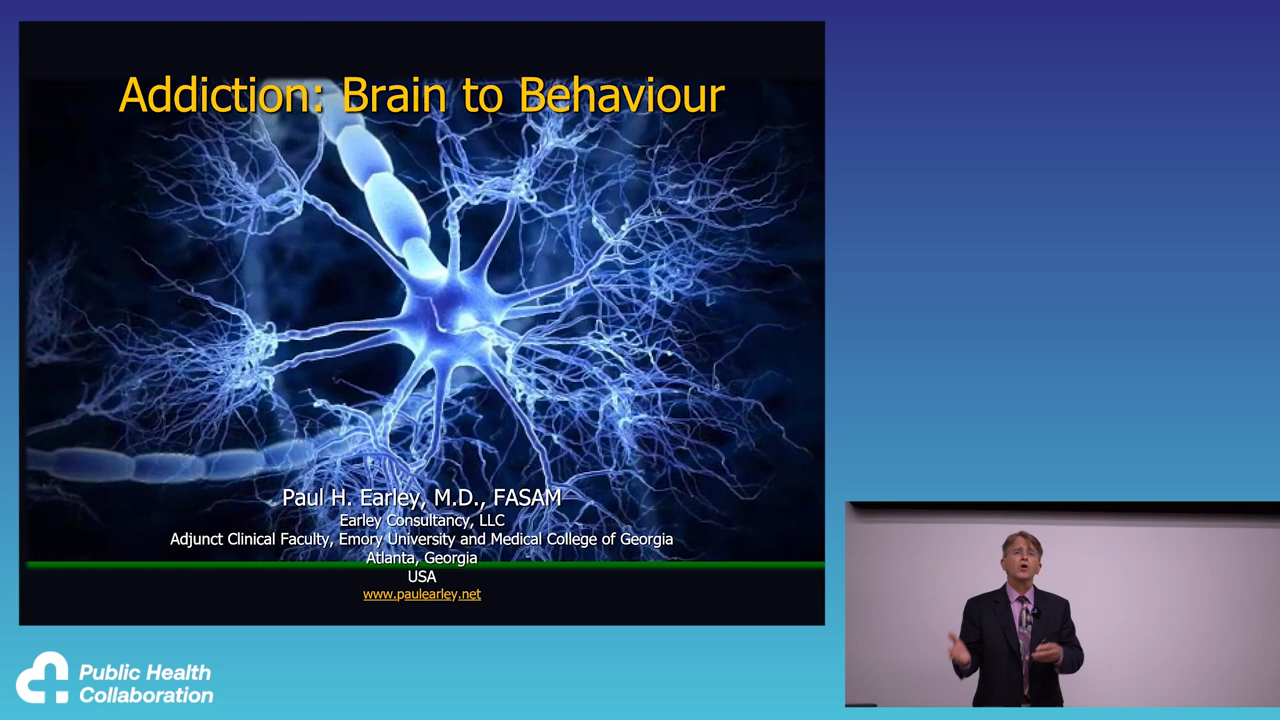 Addiction: Brain to Behaviour
Paul H. Earley, M.D., FASAM
Earley Consultancy, LLC
Adjunct Clinical Faculty, Emory University and Medical College of Georgia
Atlanta, Georgia
USA
www.paulearley.net
Public Health
Collaboration